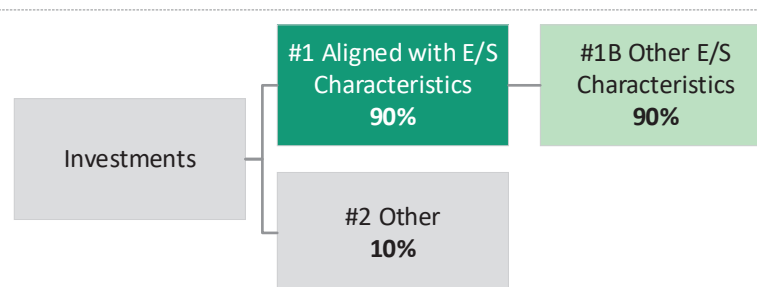 #1 Aligned with E/S
Characteristics
90%
#1B Other E/S
Characteristics
90%
Investments
#2 Other
10%